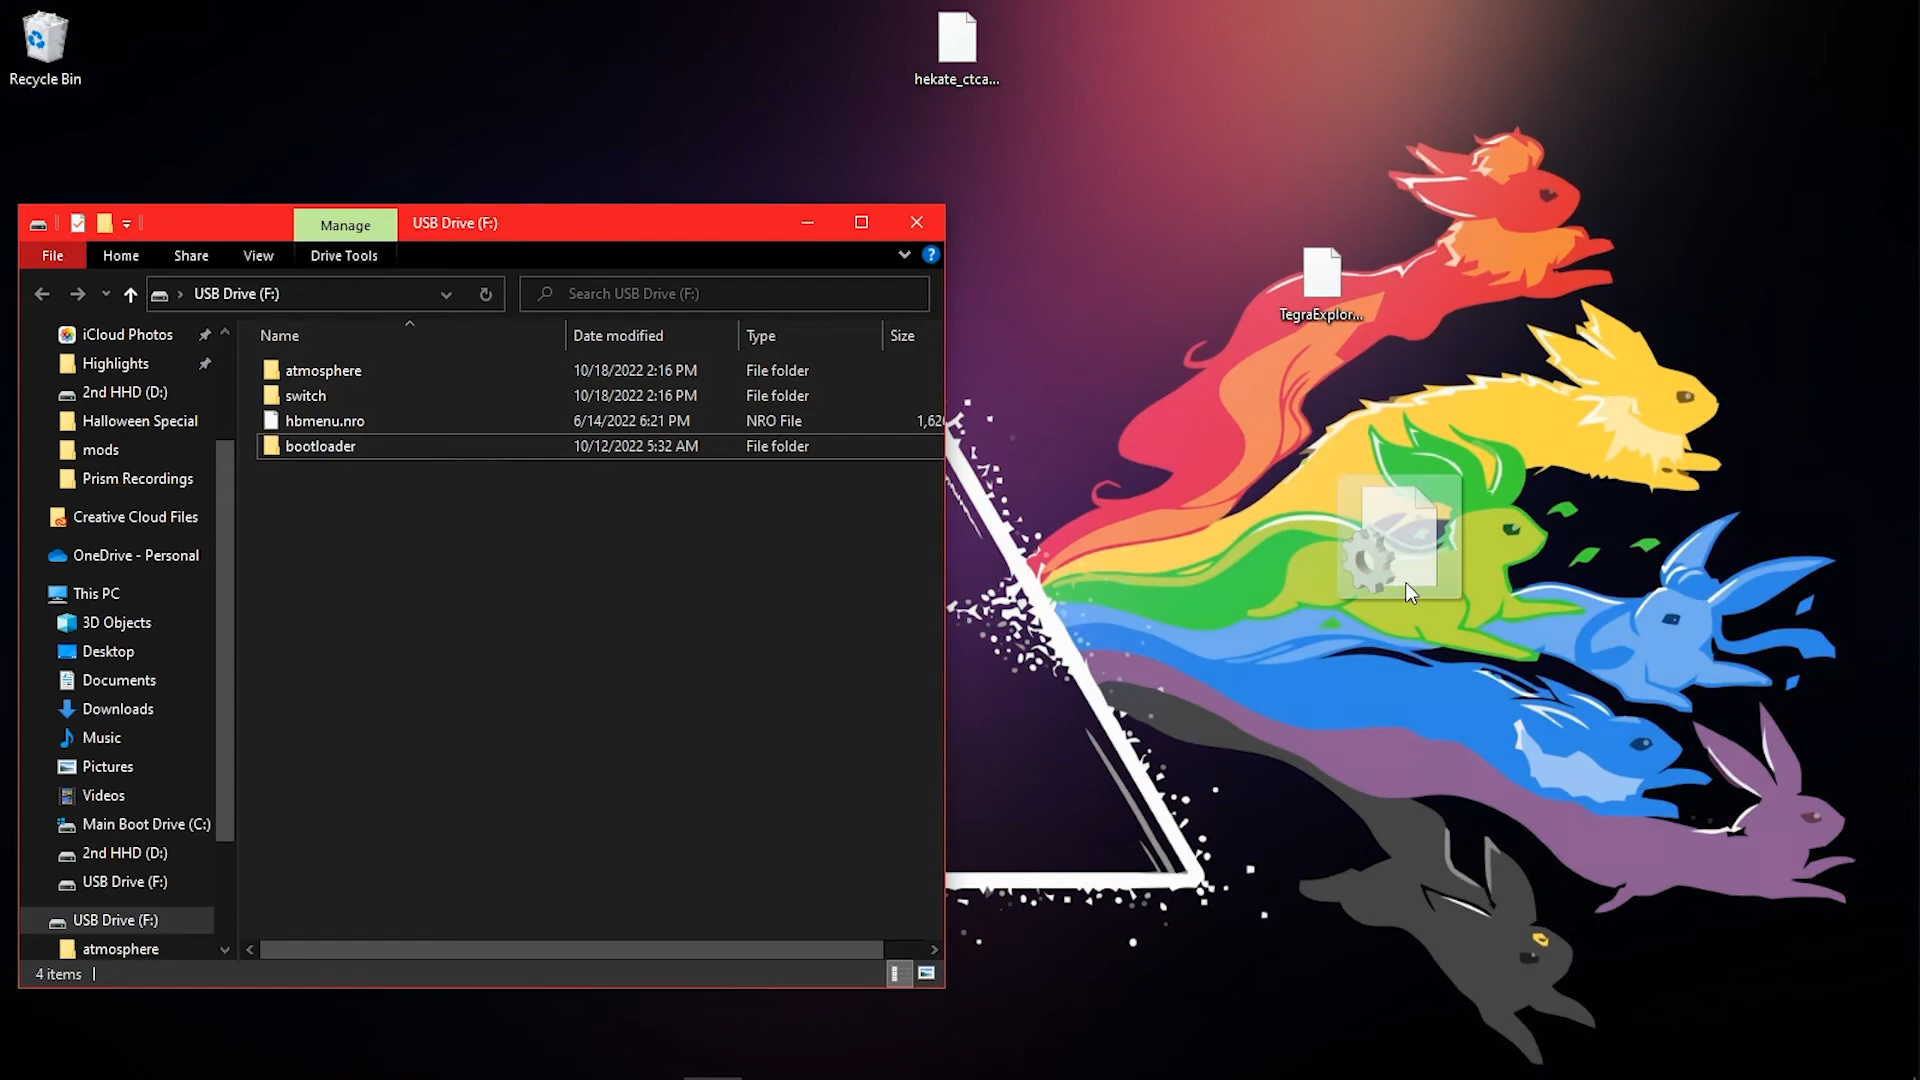 Recycle Bin
hekate_ctca...
TegraExplor...
Manage
USB Drive (F:)
File
Home
Share
View
Drive Tools
USB Drive (F:)
Search USB Drive (F:)
Name
Date modified
Type
Size
atmosphere
10/18/2022 2:16 PM
File folder
switch
10/18/2022 2:16 PM
File folder
hbmenu.nro
6/14/2022 6:21 PM
NRO File
1,62
bootloader
10/12/2022 5:32 AM
File folder
iCloud Photos
Highlights
2nd HHD (D:)
Halloween Special
mods
Prism Recordings
Creative Cloud Files
OneDrive - Personal
This PC
3D Objects
Desktop
Documents
Downloads
Music
Pictures
Videos
Main Boot Drive (C:)
2nd HHD (D:)
USB Drive (F:)
USB Drive (F:)
atmosphere
4 items